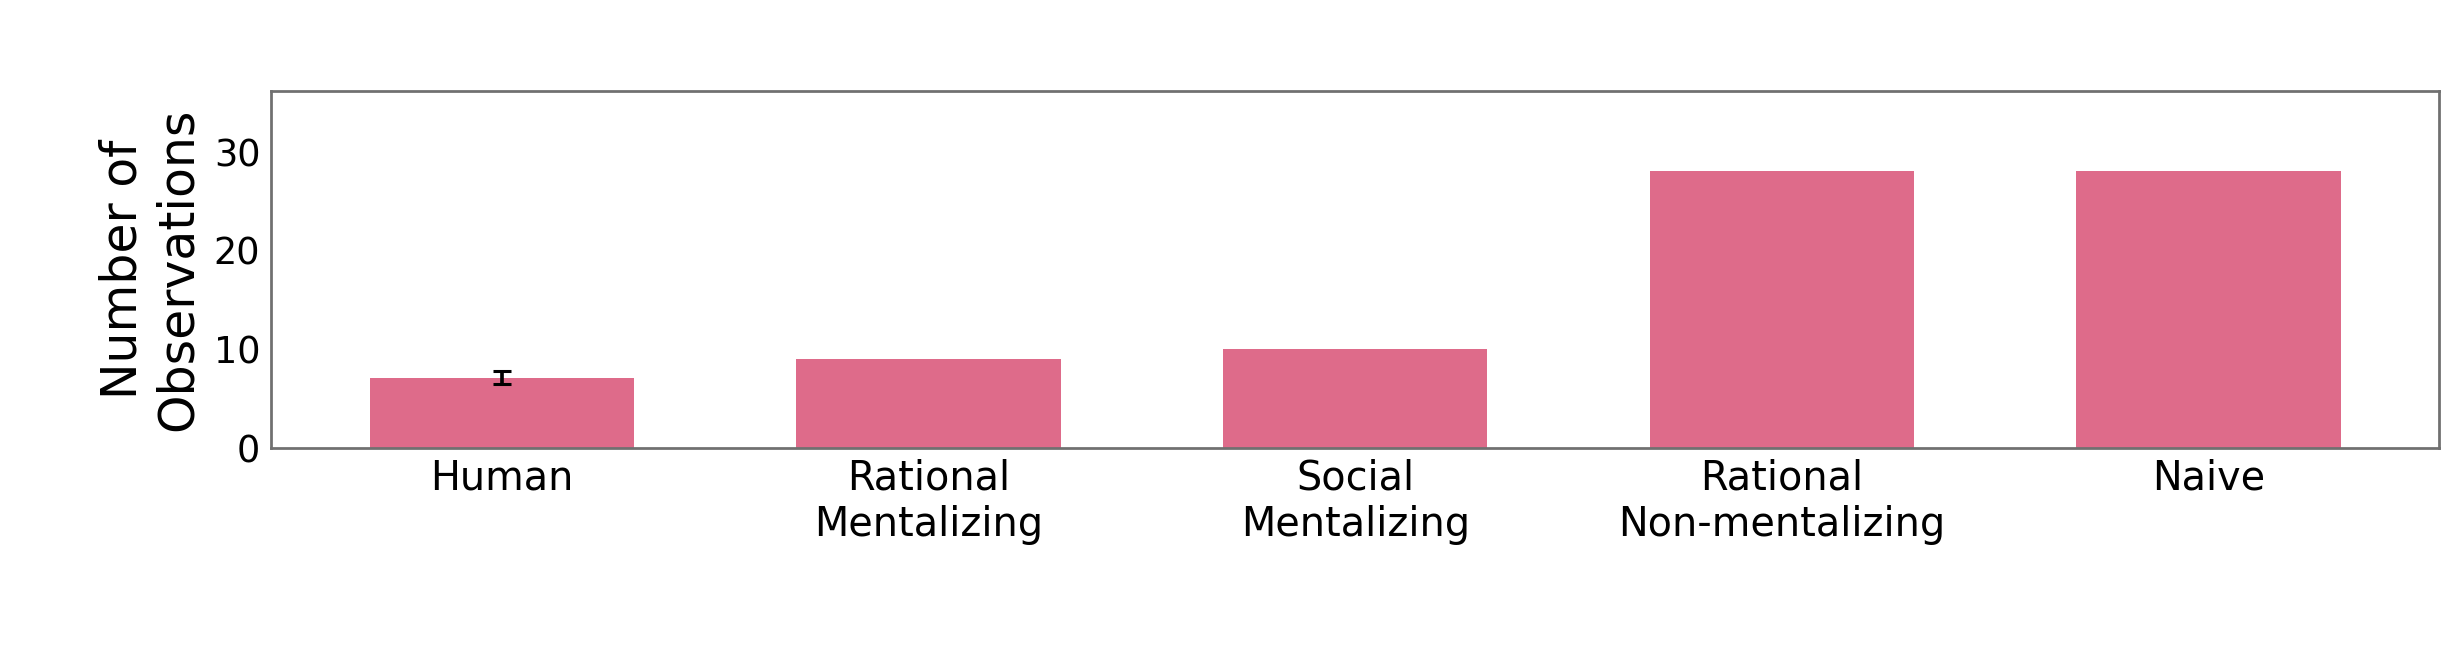 Number of
Observations
30
20
10
0
Human
Rational
Mentalizing
Social
Mentalizing
Rational
Non-mentalizing
Naive